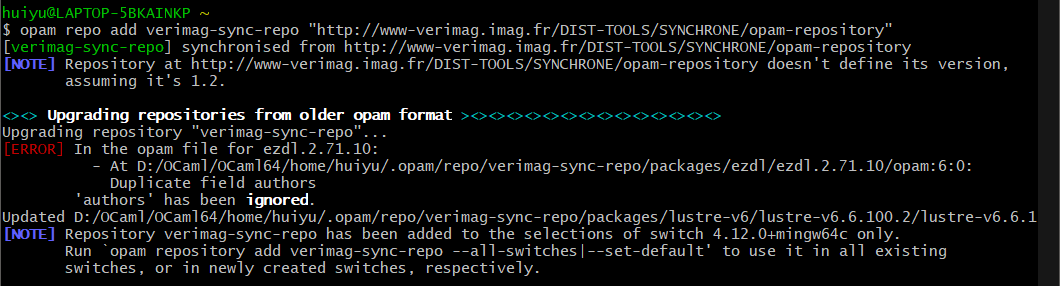 huiyu@LAPTOP-5BKAINKP ~
$ opam repo add verimag-sync-repo "http://www-verimag.imag.fr/DIST-TOOLS/SYNCHRONE/opam-repository"
[verimag-sync-repo] synchronised from http://www-verimag.imag.fr/DIST-TOOLS/SYNCHRONE/opam-repository
[NOTE] Repository at http://www-verimag.imag.fr/DIST-TOOLS/SYNCHRONE/opam-repository doesn't define its version,
assuming it's 1.2.
<><> Upgrading repositories from older opam format ><><><><><><><><><><><><><><>
Upgrading repository "verimag-sync-repo"...
[ERROR] In the opam file for ezdl.2.71.10:
- At D:/OCaml/OCaml64/home/huiyu/.opam/repo/verimag-sync-repo/packages/ezdl/ezdl.2.71.10/opam:6:0:
Duplicate field authors
'authors' has been ignored.
Updated D:/OCaml/OCaml64/home/huiyu/.opam/repo/verimag-sync-repo/packages/lustre-v6/lustre-v6.6.100.2/lustre-v6.6.1
[NOTE] Repository verimag-sync-repo has been added to the selections of switch 4.12.0+mingw64c only.
Run `opam repository add verimag-sync-repo --all-switches|--set-default' to use it in all existing
switches, or in newly created switches, respectively.